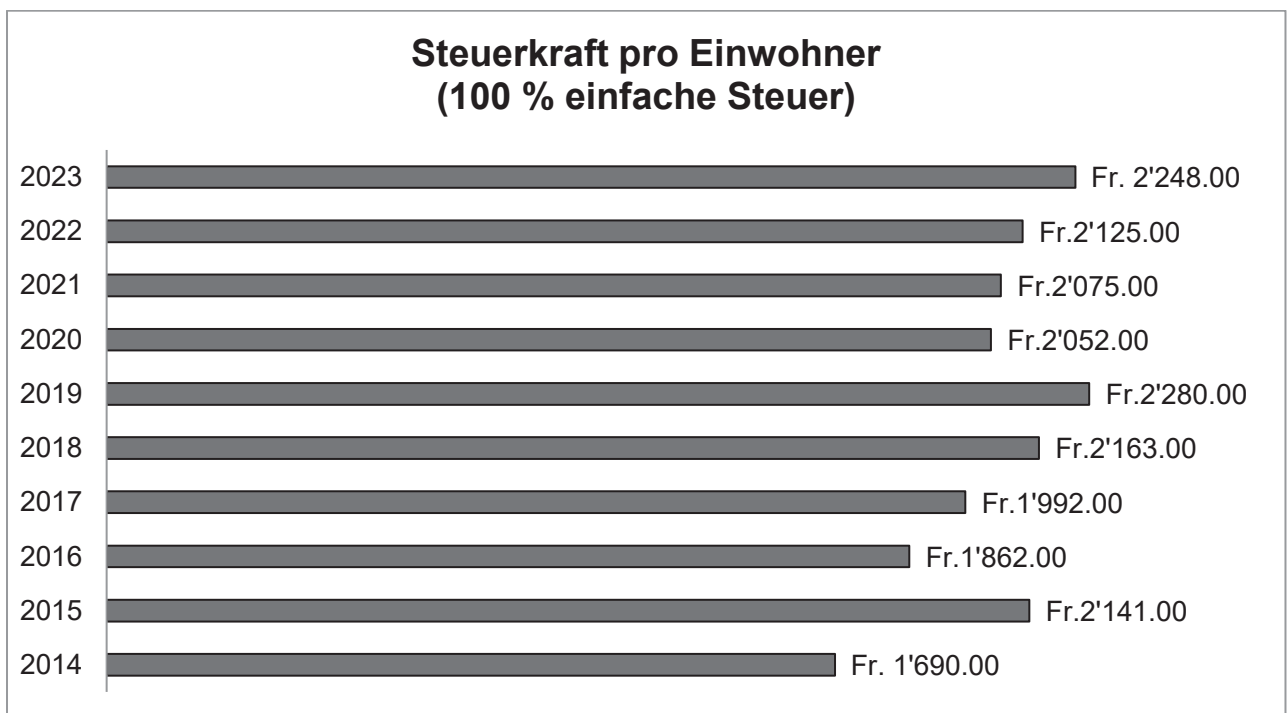 Steuerkraft pro Einwohner
(100 % einfache Steuer)
2023 Fr. 2'248.00
2022 Fr.2'125.00
2021 Fr.2'075.00
2020 Fr.2'052.00
2019 Fr.2'280.00
2018 Fr.2'163.00
2017 Fr.1'992.00
2016 Fr.1'862.00
2015 Fr.2'141.00
2014 Fr. 1'690.00